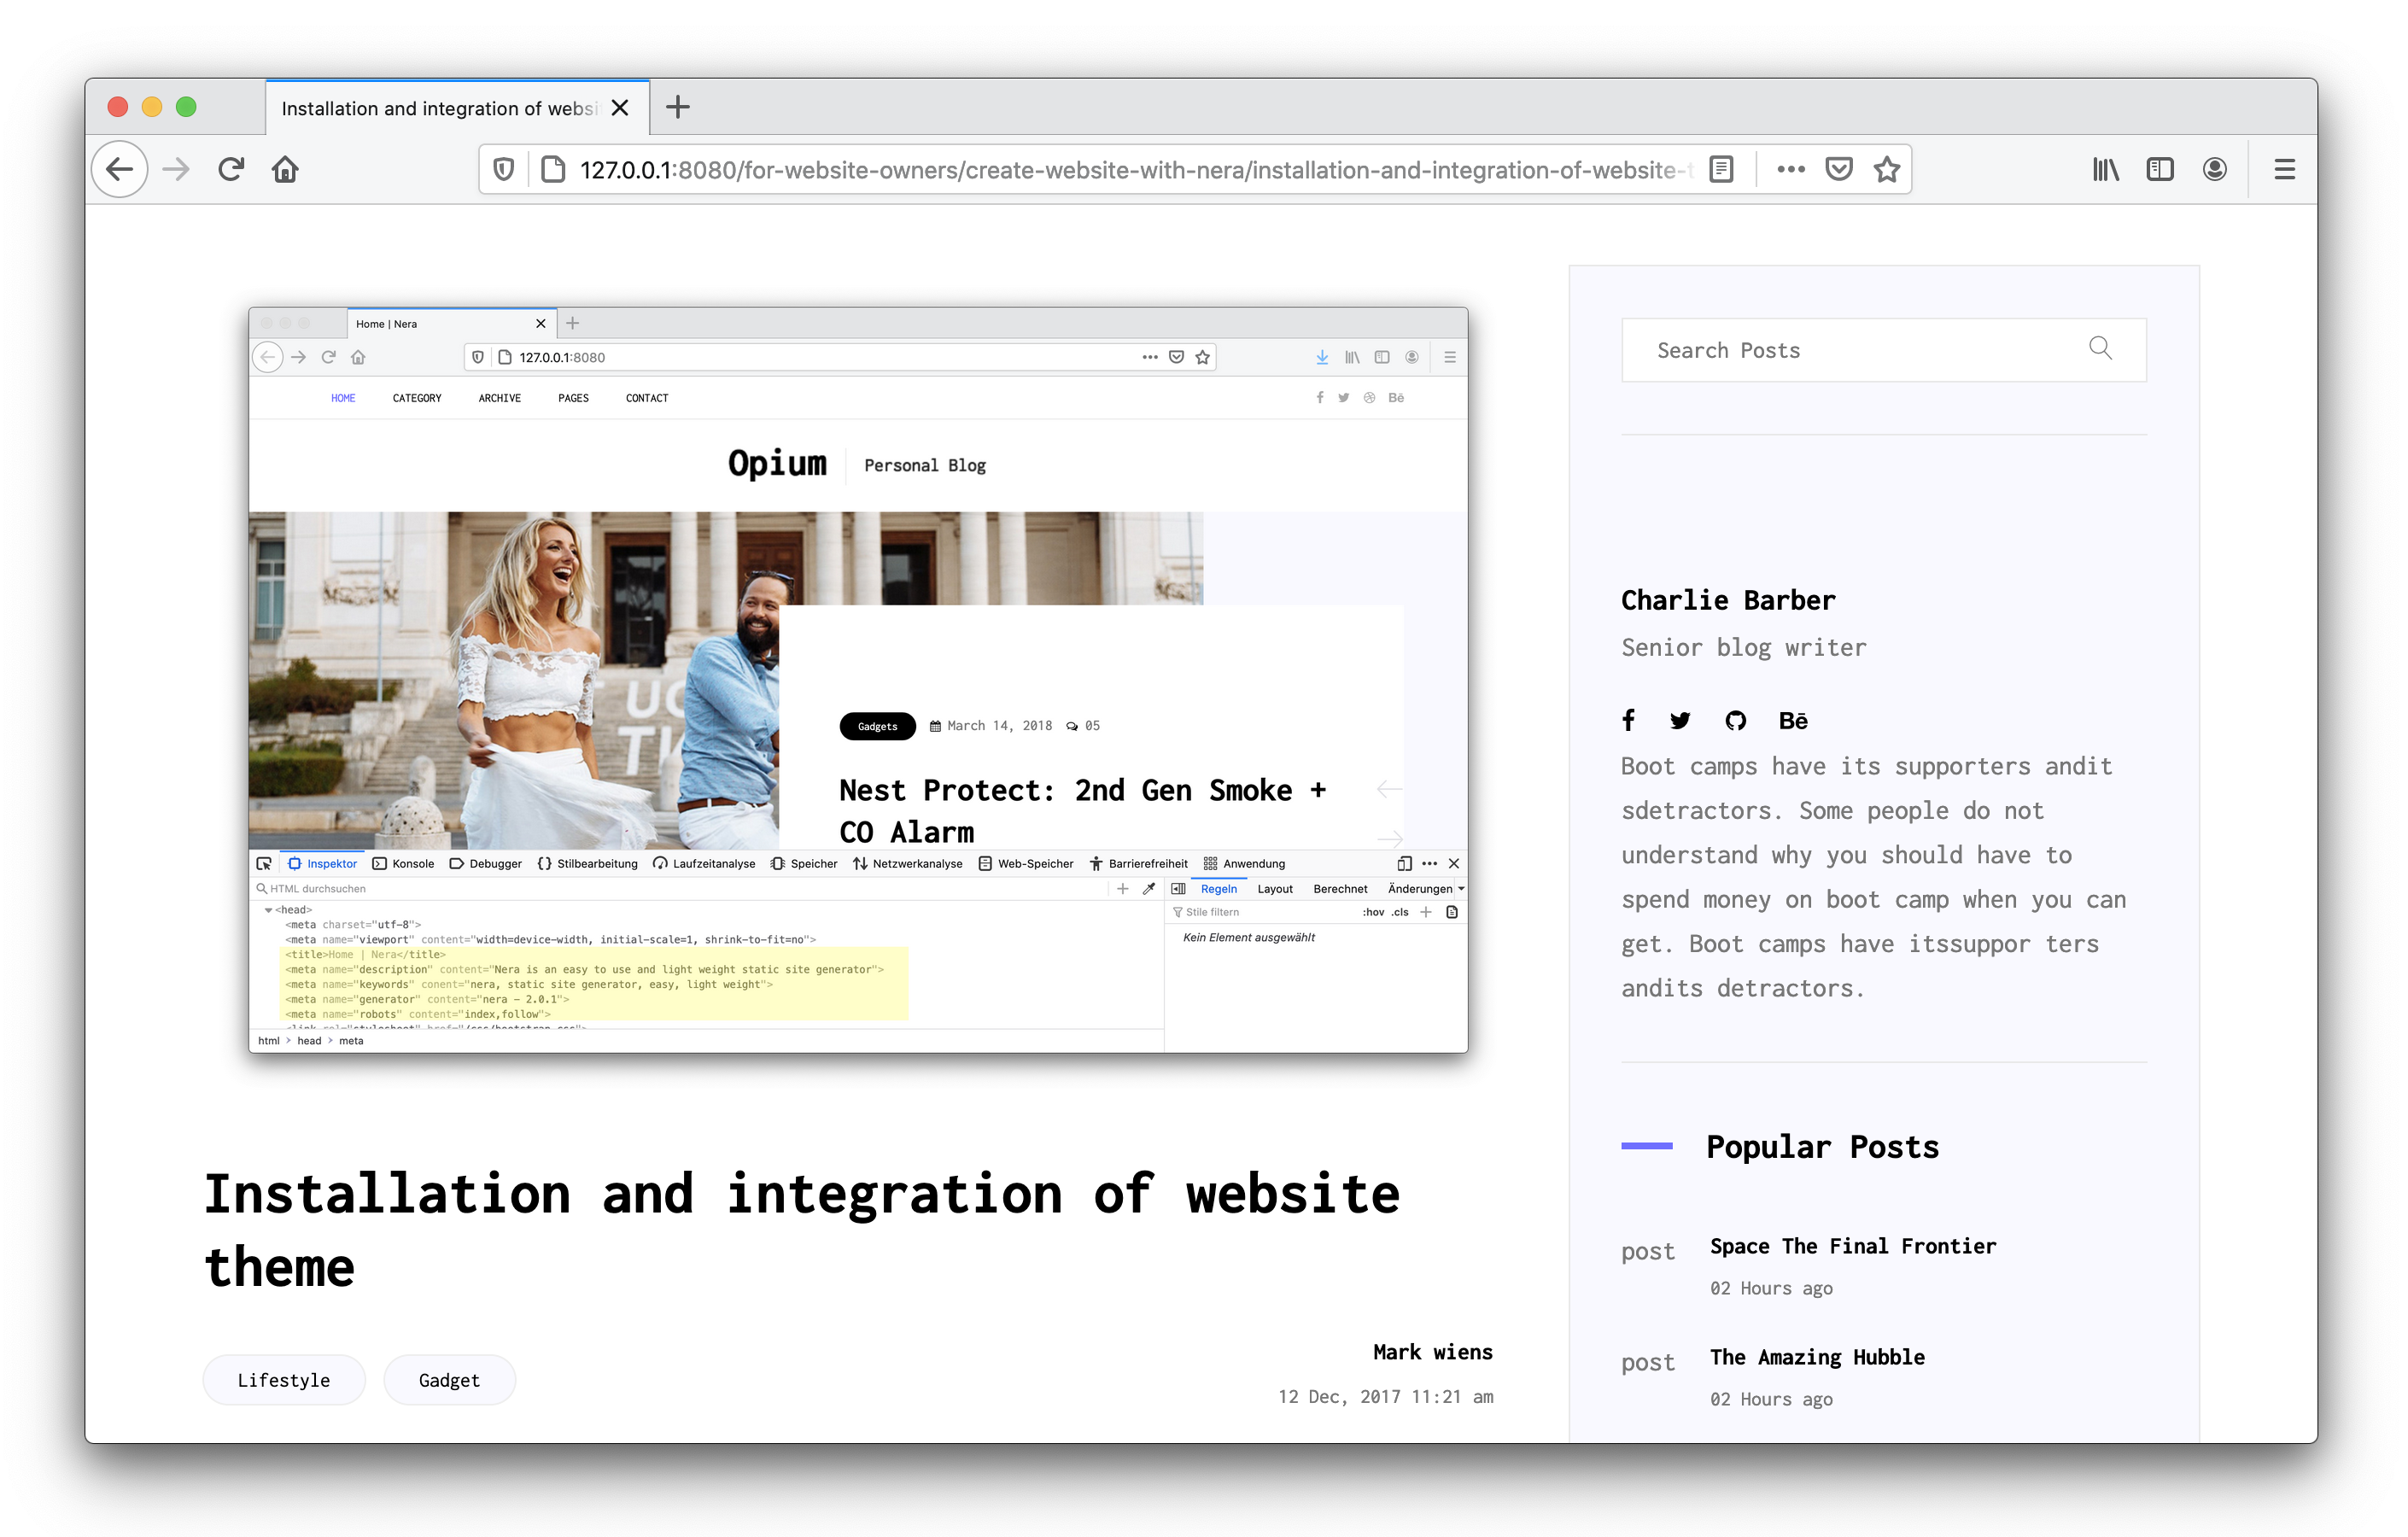 Installation and integration of websi
127.0.0.1:8080/for-website-owners/create-website-with-nera/installation-and-integration-of-website-t
Home | Nera
127.0.0.1:8080
HOME CATEGORY ARCHIVE PAGES CONTACT
Bē
Opium Personal Blog
Gadgets March 14, 2018 05
Nest Protect: 2nd Gen Smoke +
CO Alarm
Inspektor Konsole Debugger Stilbearbeitung Laufzeitanalyse Speicher Netzwerkanalyse Web-Speicher Barrierefreiheit Anwendung
HTML durchsuchen
Regeln Layout Berechnet Änderungen
Stile filtern :hov .cls
Kein Element ausgewählt
<head>
<meta charset="utf-8">
<meta name="viewport" content="width=device-width, initial-scale=1, shrink-to-fit=no">
<title>Home | Nera</title>
<meta name="description" content="Nera is an easy to use and light weight static site generator">
<meta name="keywords" conent="nera, static site generator, easy, light weight">
<meta name="generator" content="nera - 2.0.1">
<meta name="robots" content="index,follow">
<link rel="stylesheet" href="/css/bootstrap.css">
html > head > meta
Installation and integration of website
theme
Lifestyle Gadget
Mark wiens
12 Dec, 2017 11:21 am
Search Posts
Charlie Barber
Senior blog writer
Bē
Boot camps have its supporters andit
sdetractors. Some people do not
understand why you should have to
spend money on boot camp when you can
get. Boot camps have itssuppor ters
andits detractors.
Popular Posts
post Space The Final Frontier
02 Hours ago
post The Amazing Hubble
02 Hours ago